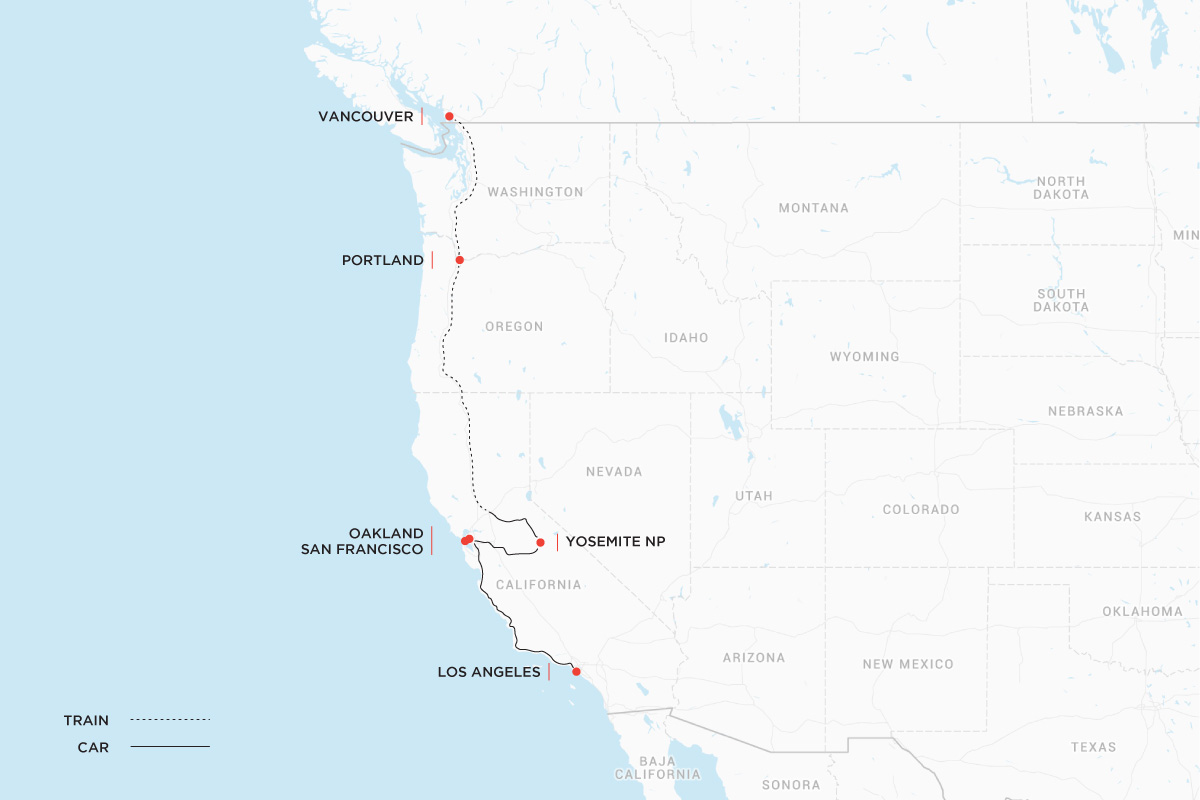 VANCOUVER
WASHINGTON
NORTH
DAKOTA
MONTANA
MIN
PORTLAND
SOUTH
DAKOTA
OREGON
IDAHO
WYOMING
NEBRASKA
NEVADA
UTAH
COLORADO
KANSAS
OAKLAND
SAN FRANCISCO
YOSEMITE NP
CALIFORNIA
OKLAHOMA
ARIZONA
NEW MEXICO
LOS ANGELES
TRAIN
CAR
TEXAS
BAJA
CALIFORNIA
SONORA